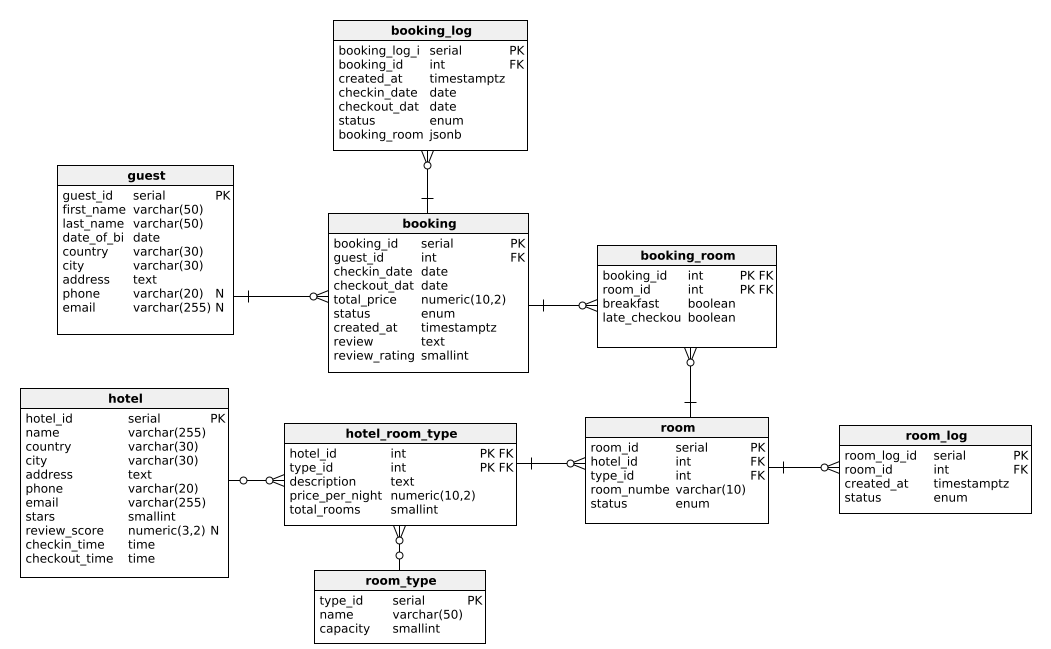 booking_log
booking_log_i serial PK
booking_id int FK
created_at timestamptz
checkin_date date
checkout_dat date
status enum
booking_room jsonb
guest
guest_id serial PK
first_name varchar(50)
last_name varchar(50)
date_of_bi date
country varchar(30)
city varchar(30)
address text
phone varchar(20) N
email varchar(255) N
booking
booking_id serial PK
guest_id int FK
checkin_date date
checkout_dat date
total_price numeric(10,2)
status enum
created_at timestamptz
review text
review_rating smallint
booking_room
booking_id int PK FK
room_id int PK FK
breakfast boolean
late_checkou boolean
hotel
hotel_id serial PK
name varchar(255)
country varchar(30)
city varchar(30)
address text
phone varchar(20)
email varchar(255)
stars smallint
review_score numeric(3,2) N
checkin_time time
checkout_time time
hotel_room_type
hotel_id int PK FK
type_id int PK FK
description text
price_per_night numeric(10,2)
total_rooms smallint
room
room_id serial PK
hotel_id int FK
type_id int FK
room_numbe varchar(10)
status enum
room_log
room_log_id serial PK
room_id int FK
created_at timestamptz
status enum
room_type
type_id serial PK
name varchar(50)
capacity smallint